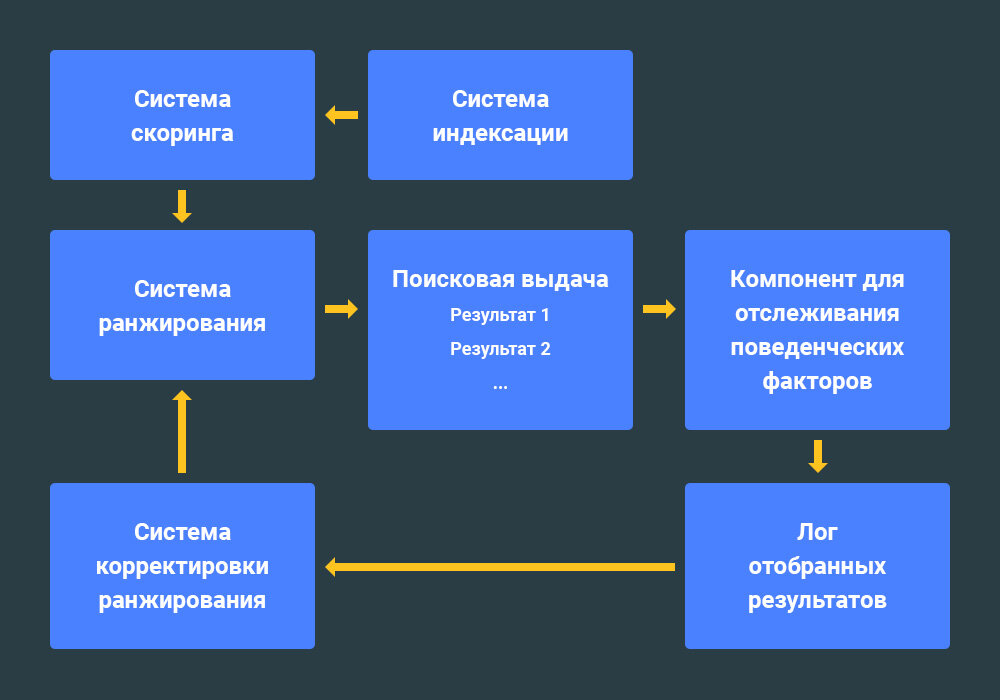 Система
скоринга
Система
индексации
Система
ранжирования
Поисковая выдача
Результат 1
Результат 2
...
Компонент для
отслеживания
поведенческих
факторов
Система
корректировки
ранжирования
Лог
отобранных
результатов